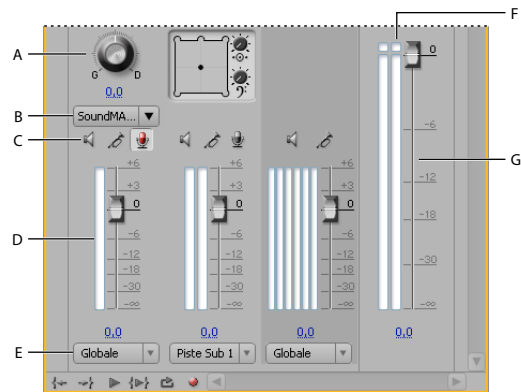 F
A
G D
0
0,0
B
SoundMA...
-6
C
G
+6 +6 +6
-12
+3 +3 +3
0 0 0
-18
D
-6 -6 -6
-12 -12 -12
-30
-18 -18 -18
-30 -30 -30
-∞ -∞ -∞ -∞
0,0 0,0 0,0 0,0
E
Globale Piste Sub 1 Globale